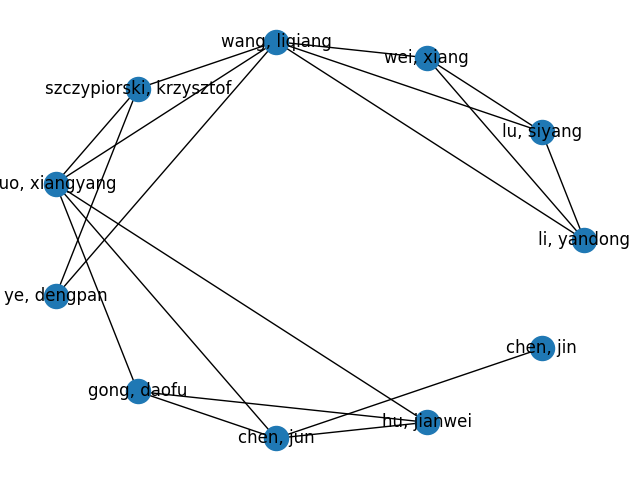 wang, liqiang
wei, xiang
szczypiorski, krzysztof
lu, siyang
uo, xiangyang
li, yandong
ye, dengpan
chen, jin
gong, daofu
hu, jianwei
chen, jun